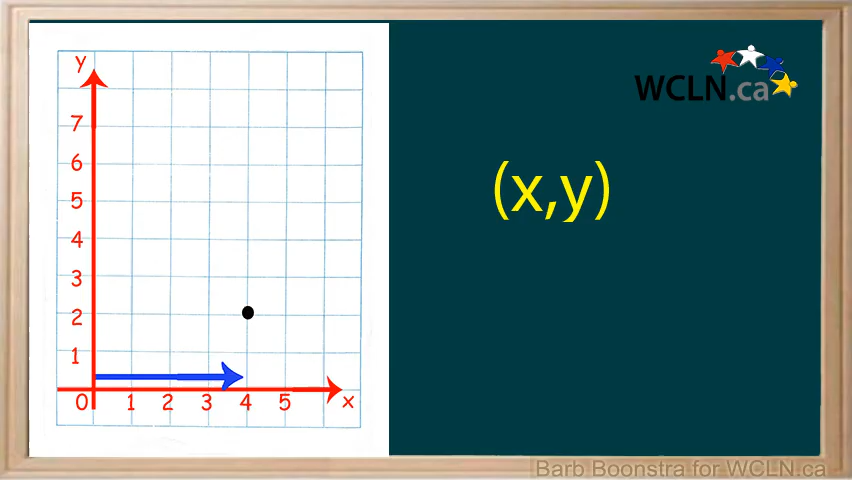 y
7
6
5
4
3
2
1
0 1 2 3 4 5 x
WCLN.ca
(x,y)
Barb Boonstra for WCLN.ca